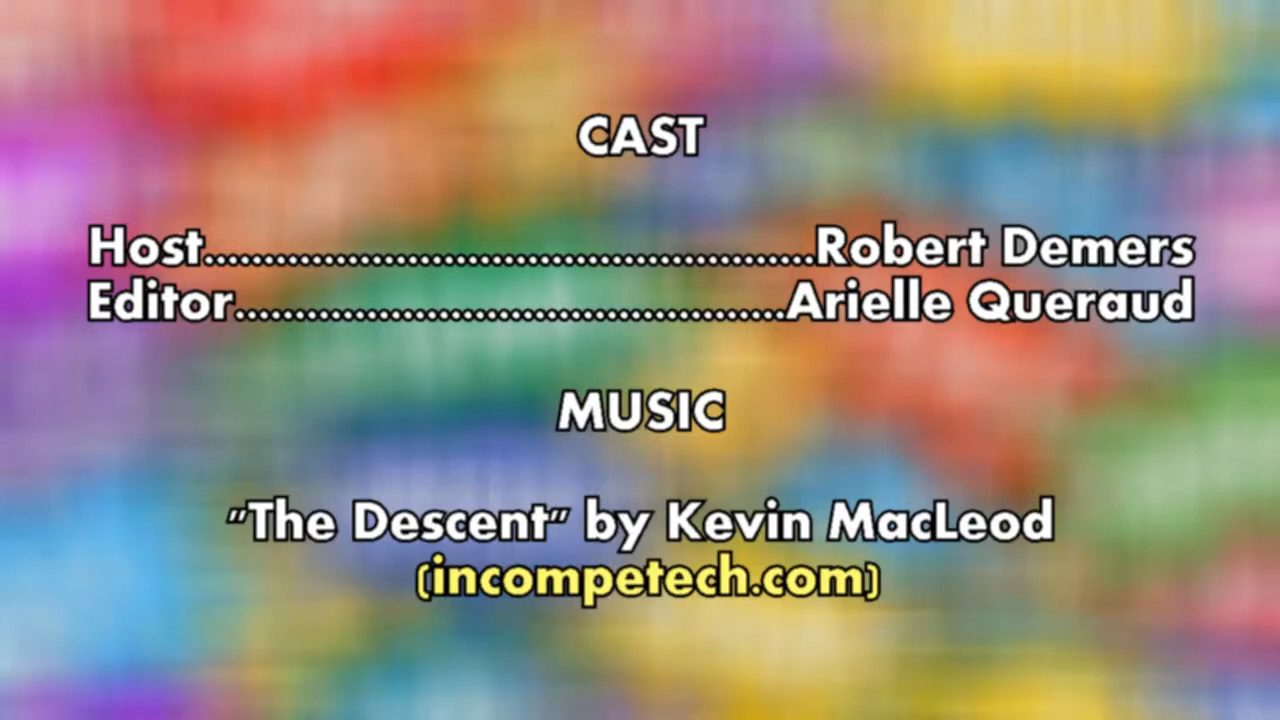 CAST
Host...................................................Robert Demers
Editor..............................................Arielle Queraud
MUSIC
"The Descent" by Kevin MacLeod
(incompetech.com)